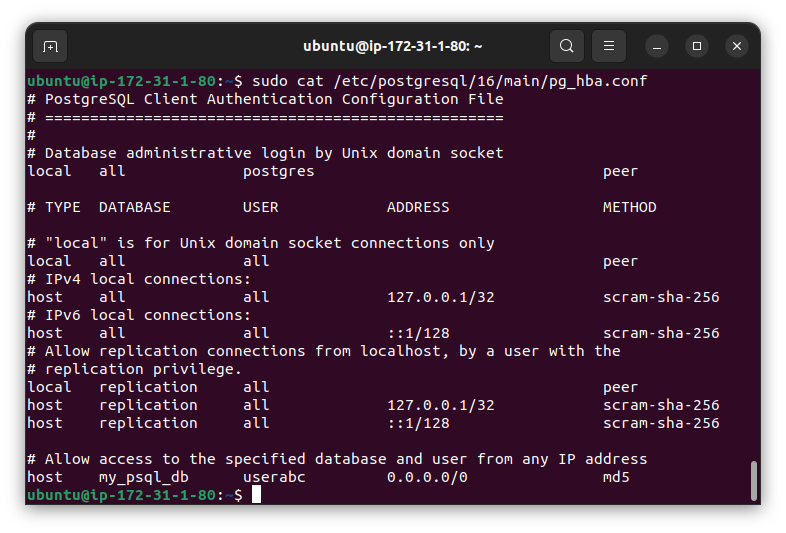 ubuntu@ip-172-31-1-80: ~
ubuntu@ip-172-31-1-80:~$ sudo cat /etc/postgresql/16/main/pg_hba.conf
# PostgreSQL Client Authentication Configuration File
# ===================================================
#
# Database administrative login by Unix domain socket
local   all             postgres                                peer

# TYPE  DATABASE        USER            ADDRESS                 METHOD

# "local" is for Unix domain socket connections only
local   all             all                                     peer
# IPv4 local connections:
host    all             all             127.0.0.1/32            scram-sha-256
# IPv6 local connections:
host    all             all             ::1/128                 scram-sha-256
# Allow replication connections from localhost, by a user with the
# replication privilege.
local   replication     all                                     peer
host    replication     all             127.0.0.1/32            scram-sha-256
host    replication     all             ::1/128                 scram-sha-256

# Allow access to the specified database and user from any IP address
host    my_psql_db      userabc         0.0.0.0/0               md5
ubuntu@ip-172-31-1-80:~$